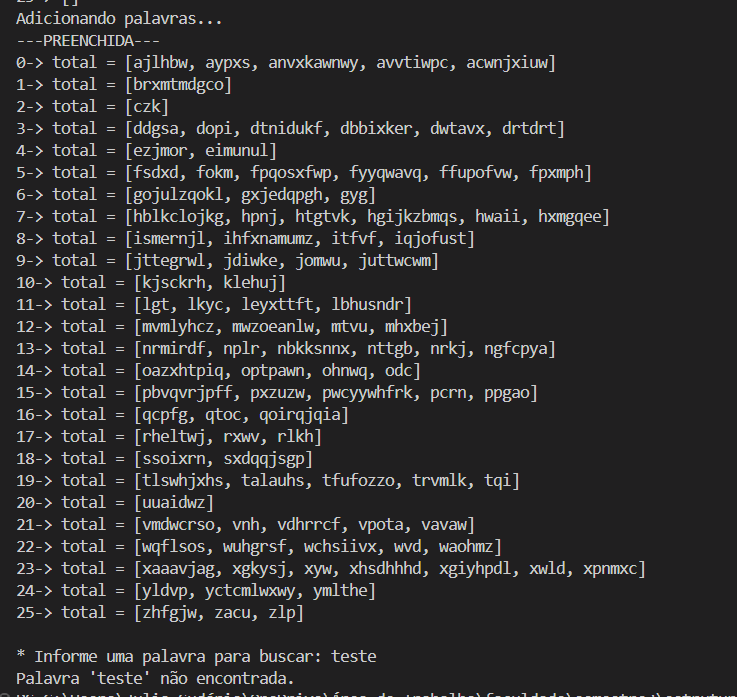 Adicionando palavras...
---PREENCHIDA---
0-> total = [ajlhbw, aypxs, anvxkawnwy, avvtiwpc, acwnjxiuw]
1-> total = [brxmtmdgco]
2-> total = [czk]
3-> total = [ddgsa, dopi, dtnidukf, dbbixker, dwtavx, drtdrt]
4-> total = [ezjmor, eimunul]
5-> total = [fsdxd, fokm, fpqosxfwp, fyyqwavq, ffupofvw, fpxmph]
6-> total = [gojulzqokl, gxjedqpgh, gyg]
7-> total = [hblkclojkg, hpnj, htgtvk, hgijkzbmqs, hwaii, hxmgqee]
8-> total = [ismernjl, ihfxnamumz, itfvf, iqjofust]
9-> total = [jttegrwl, jdiwke, jomwu, juttwcwm]
10-> total = [kjsckrh, klehuj]
11-> total = [lgt, lkyc, leyxttft, lbhusndr]
12-> total = [mvmlyhcz, mwzoeanlw, mtvu, mhxbej]
13-> total = [nrmirdf, nplr, nbkksnnx, nttgb, nrkj, ngfcpya]
14-> total = [oazxhtpiq, optpawn, ohnwq, odc]
15-> total = [pbvqvrjpff, pxzuzw, pwcyywhfrk, pcrn, ppgao]
16-> total = [qcpfg, qtoc, qoirqjqia]
17-> total = [rheltwj, rxwv, rlkh]
18-> total = [ssoixrn, sxdqqjsgp]
19-> total = [tlswhjxhs, talauhs, tfufozzo, trvmlk, tqi]
20-> total = [uuaidwz]
21-> total = [vmdwcrso, vnh, vdhrrcf, vpota, vavaw]
22-> total = [wqflsos, wuhgrsf, wchsiivx, wvd, waohmz]
23-> total = [xaaavjag, xgkysj, xyw, xhsdhhhd, xgiyhpdl, xwld, xpnmxc]
24-> total = [yldvp, yctcmlwxwy, ymlthe]
25-> total = [zhfgjw, zacu, zlp]
* Informe uma palavra para buscar: teste
Palavra 'teste' não encontrada.